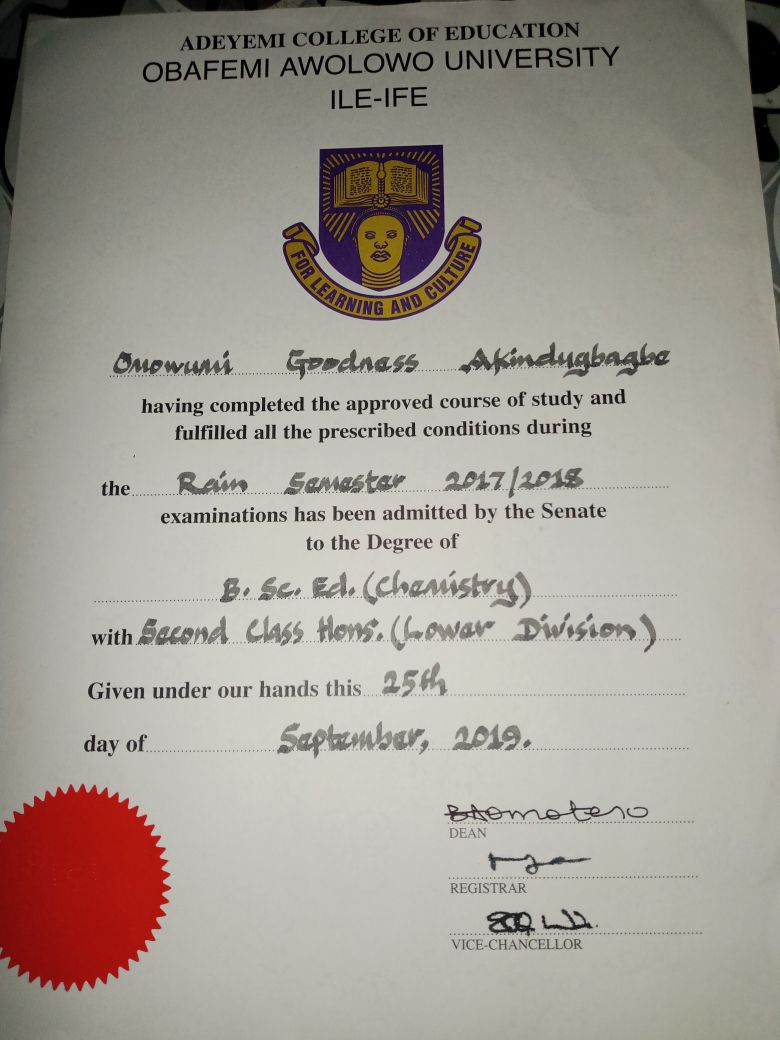 ADEYEMI COLLEGE OF EDUCATION
OBAFEMI AWOLOWO UNIVERSITY
ILE-IFE
FOR LEARNING AND CULTURE
Omowumi Goodness Akindugbagbe
having completed the approved course of study and
fulfilled all the prescribed conditions during
the Rain Semester 2017/2018
examinations has been admitted by the Senate
to the Degree of
B. Sc. Ed. (Chemistry)
with Second Class Hons. (Lower Division)
Given under our hands this 25th
day of September, 2019.
DEAN
REGISTRAR
VICE-CHANCELLOR